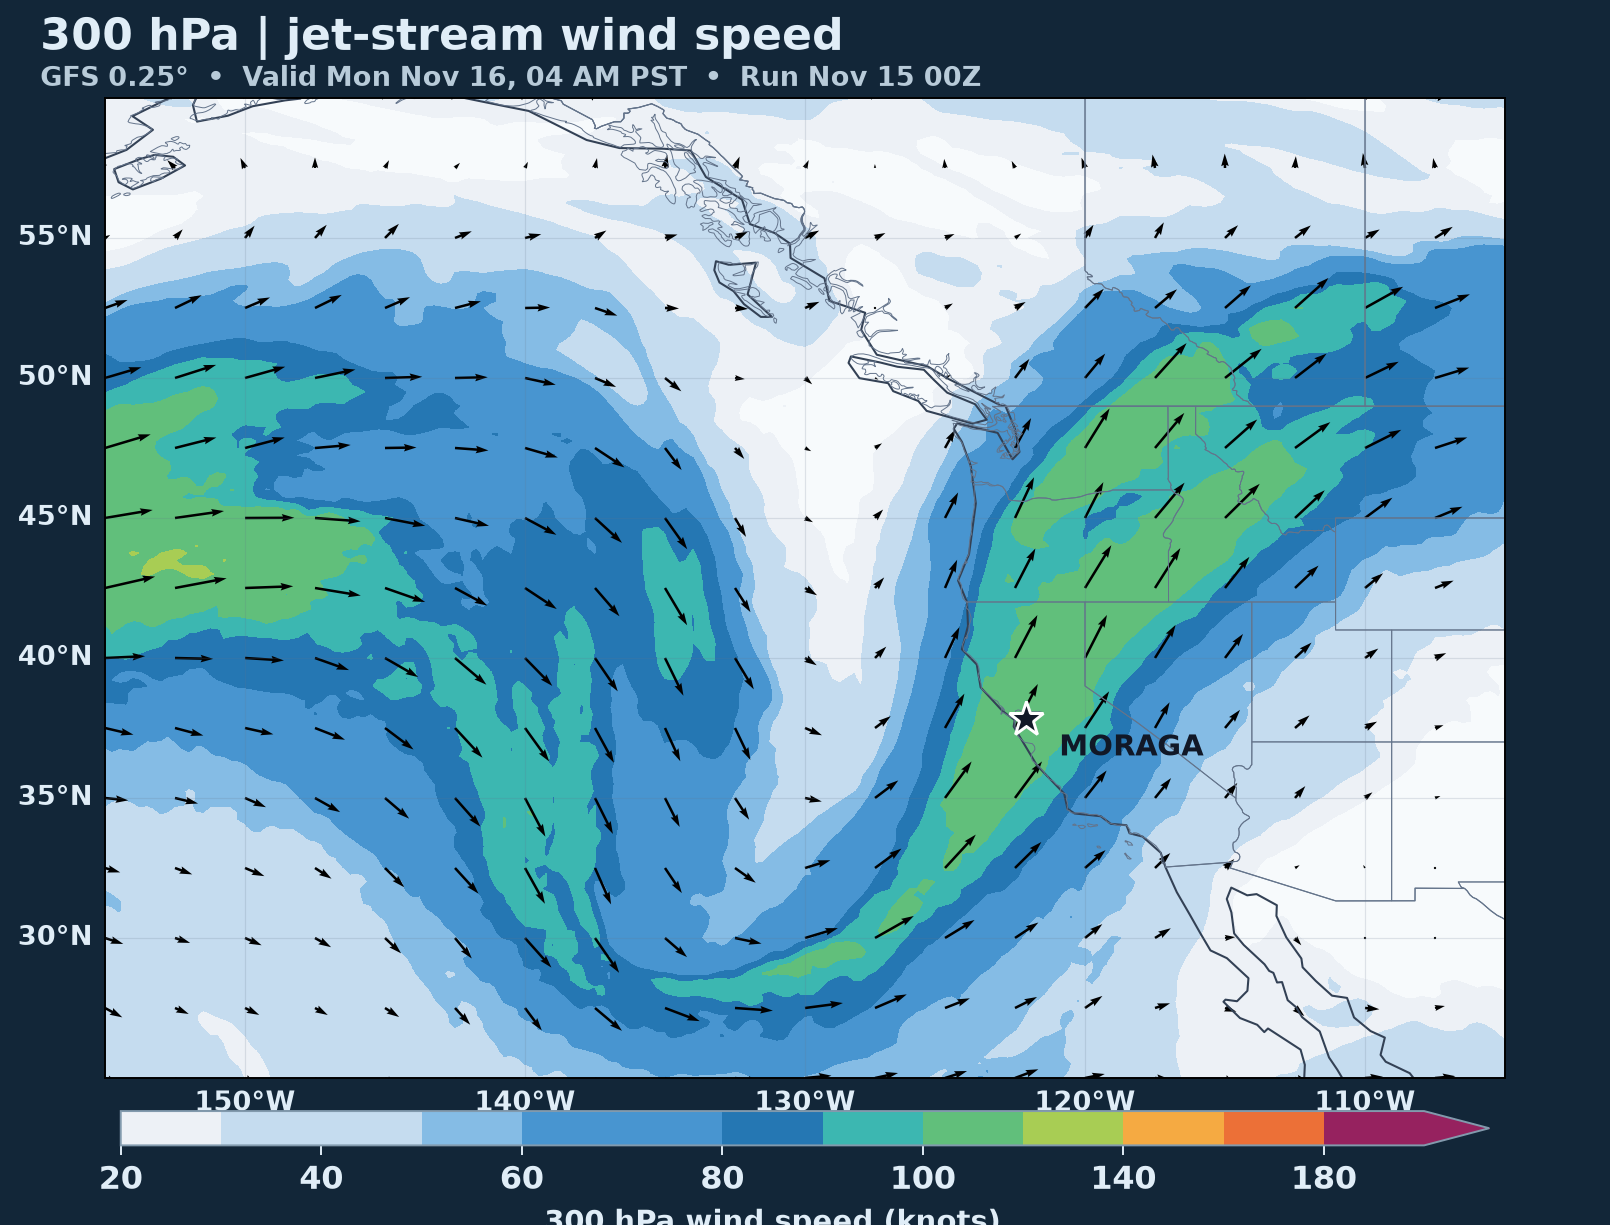 300 hPa | jet-stream wind speed
GFS 0.25° • Valid Mon Nov 16, 04 AM PST • Run Nov 15 00Z
55°N
50°N
45°N
40°N
35°N
30°N
MORAGA
150°W 140°W 130°W 120°W 110°W
20 40 60 80 100 140 180
300 hPa wind speed (knots)